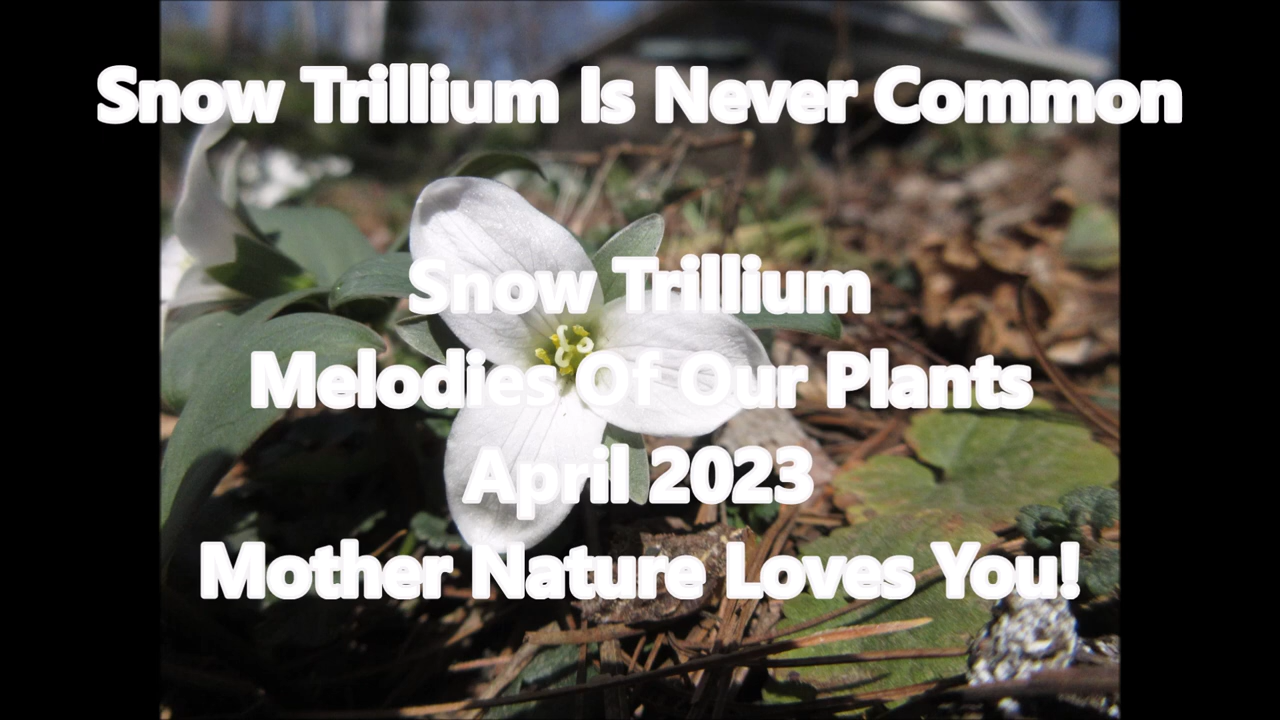 Snow Trillium Is Never Common
Snow Trillium
Melodies Of Our Plants
April 2023
Mother Nature Loves You!